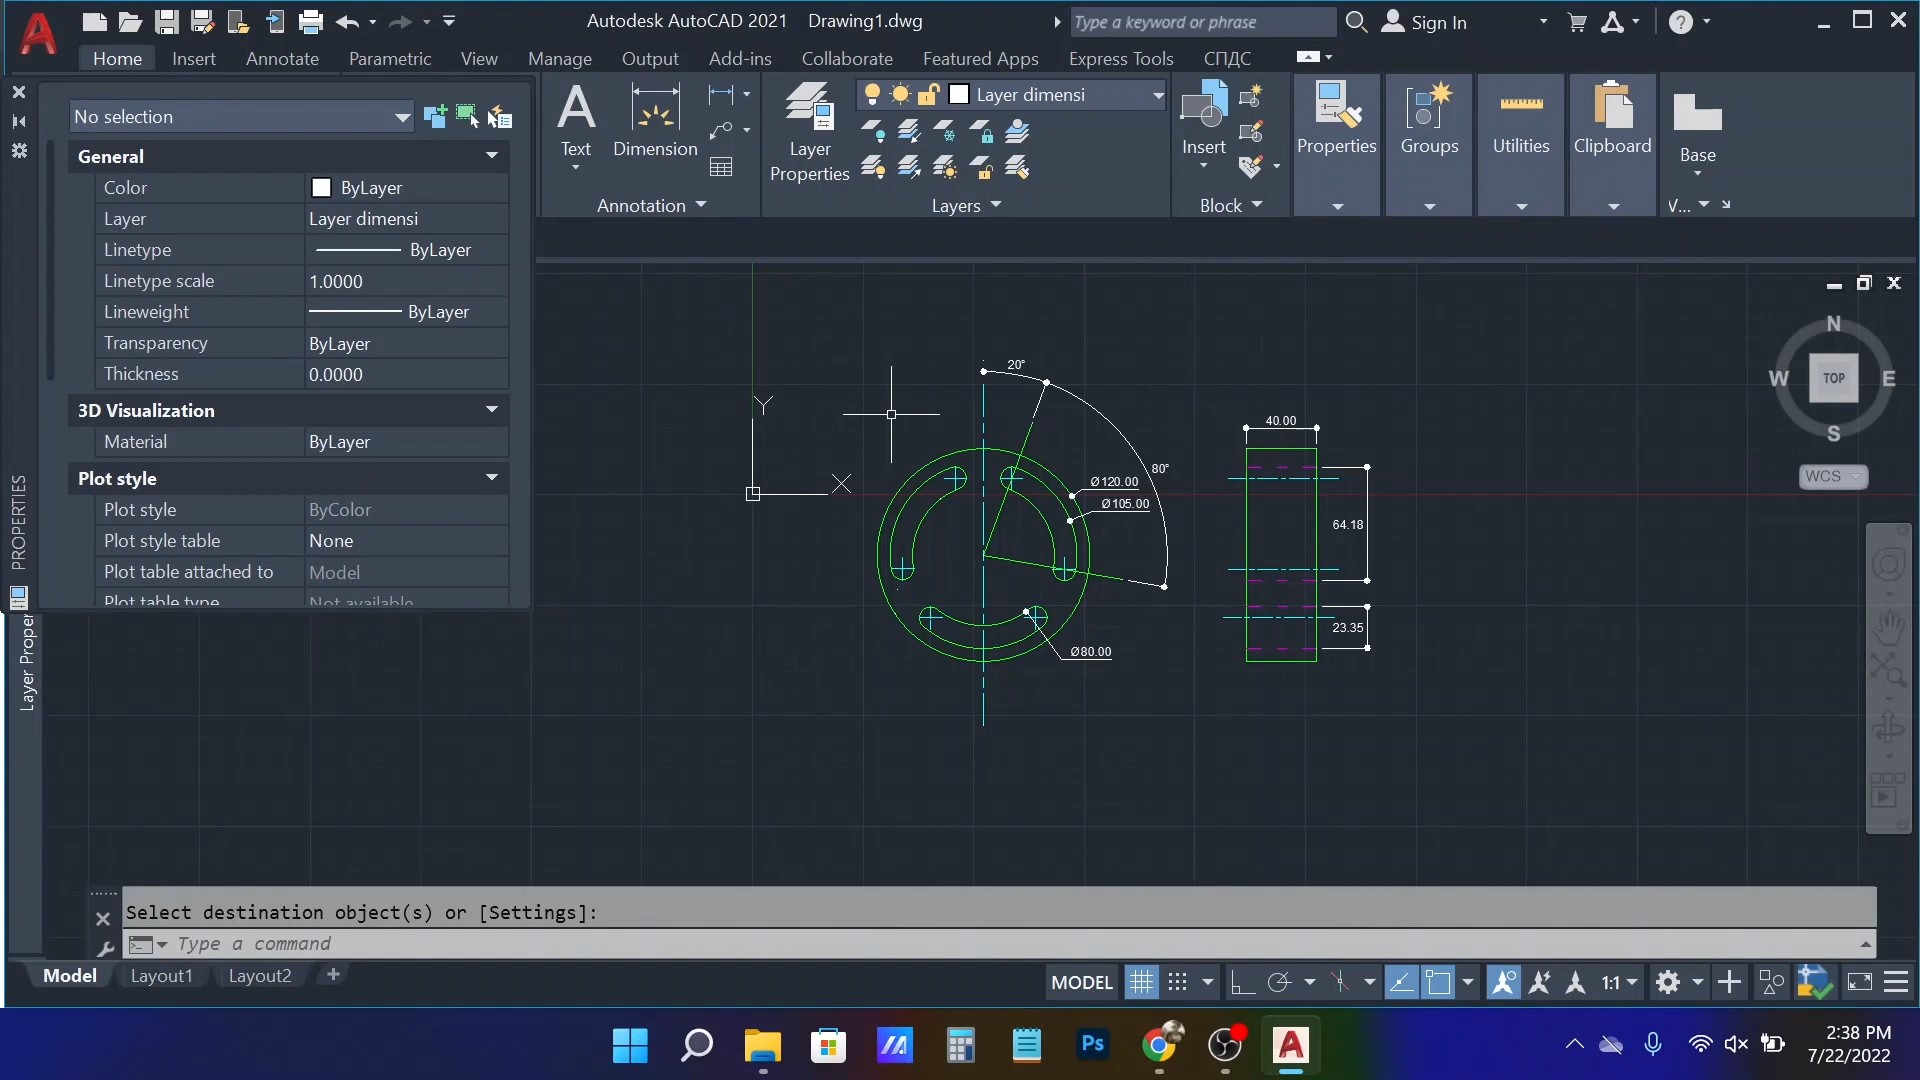 Autodesk AutoCAD 2021 Drawing1.dwg
Type a keyword or phrase
Sign In
Home Insert Annotate Parametric View Manage Output Add-ins Collaborate Featured Apps Express Tools СПДС
No selection
General
Color ByLayer
Layer Layer dimensi
Linetype ByLayer
Linetype scale 1.0000
Lineweight ByLayer
Transparency ByLayer
Thickness 0.0000
3D Visualization
Material ByLayer
Plot style
Plot style ByColor
Plot style table None
Plot table attached to Model
Plot table type Not available
PROPERTIES
Layer Proper
Text
Dimension
Annotation
Layer
Properties
Layer dimensi
Layers
Insert
Block
Properties
Groups
Utilities
Clipboard
Base
V...
N
W TOP E
S
WCS
Y
X
20°
80°
Ø120.00
Ø105.00
Ø80.00
40.00
64.18
23.35
Select destination object(s) or [Settings]:
Type a command
Model Layout1 Layout2 +
MODEL
1:1
Ps
2:38 PM
7/22/2022